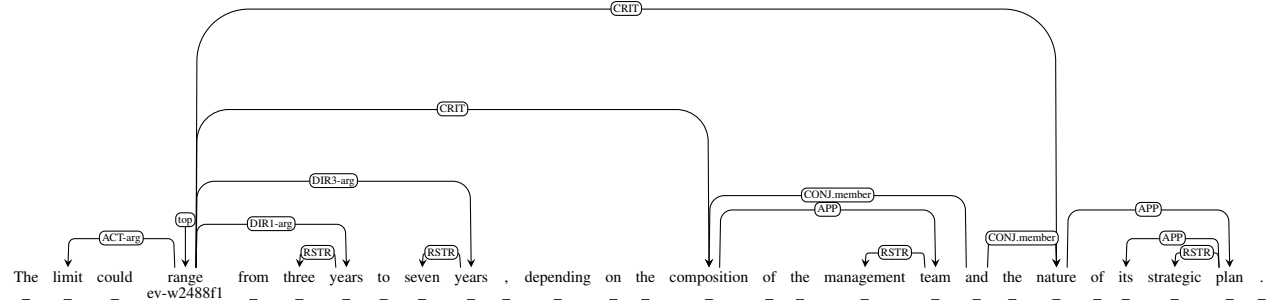 CRIT
CRIT
DIR3-arg
CONJ.member
APP APP
top DIR1-arg
ACT-arg CONJ.member APP
RSTR RSTR RSTR RSTR
The limit could range from three years to seven years , depending on the composition of the management team and the nature of its strategic plan .
_ _ _ ev-w2488f1 _ _ _ _ _ _ _ _ _ _ _ _ _ _ _ _ _ _ _ _ _ _ _ _